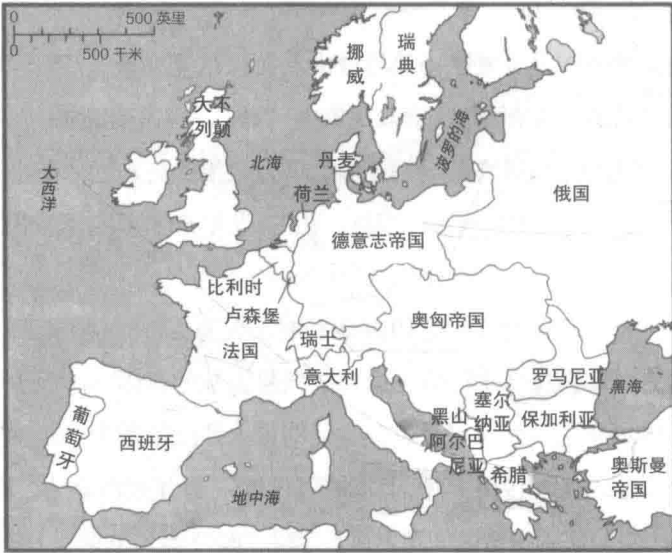 0 500 英里
0 500 千米
挪
威
瑞
典
大不
列颠
大
西
洋
北海
丹麦
波罗的海
荷兰
俄国
德意志帝国
比利时
卢森堡
奥匈帝国
法国
瑞士
意大利
罗马尼亚
黑海
塞尔
纳亚
黑山
保加利亚
阿尔巴
尼亚
葡
萄
牙
西班牙
希腊
奥斯曼
帝国
地中海